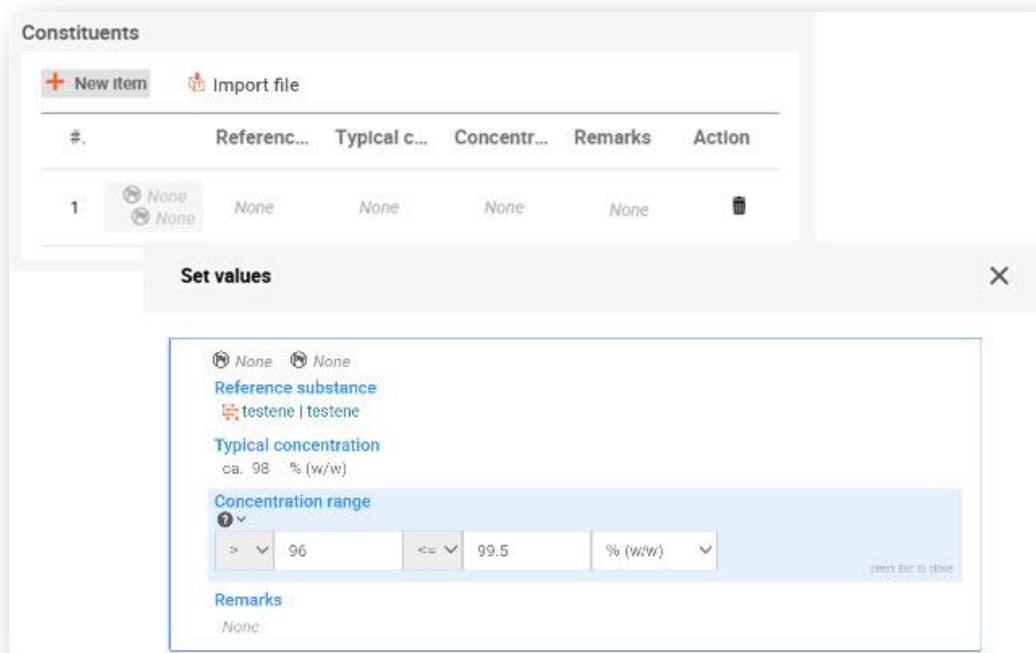 Constituents
New item Import file
#. Referenc... Typical c... Concentr... Remarks Action
None
1 None None None None None
Set values
None None
Reference substance
testene | testene
Typical concentration
ca. 98 % (w/w)
Concentration range
> 96 <= 99.5 % (w/w)
press Esc to close
Remarks
None